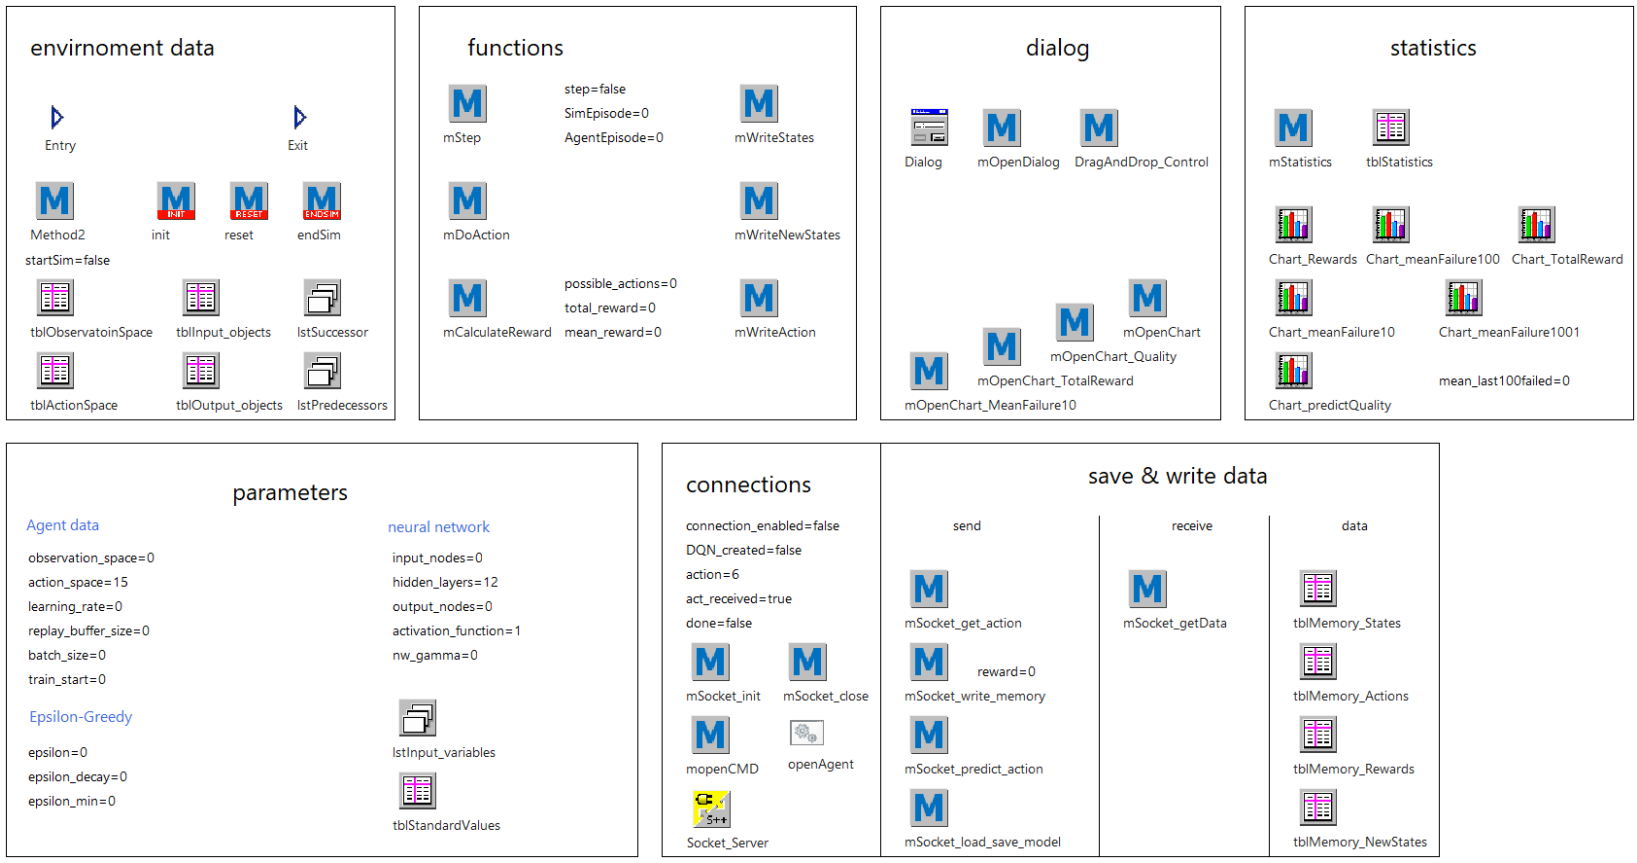 envirnoment data
Entry
Exit
M
M
INIT
M
RESET
M
ENDSIM
Method2
init
reset
endSim
startSim=false
tblObservatoinSpace
tblInput_objects
lstSuccessor
tblActionSpace
tblOutput_objects
lstPredecessors
functions
M
step=false
M
SimEpisode=0
mStep
AgentEpisode=0
mWriteStates
M
M
mDoAction
mWriteNewStates
M
possible_actions=0
M
total_reward=0
mCalculateReward
mean_reward=0
mWriteAction
dialog
M
M
Dialog
mOpenDialog
DragAndDrop_Control
M
mOpenChart
M
mOpenChart_Quality
M
mOpenChart_TotalReward
M
mOpenChart_MeanFailure10
statistics
M
mStatistics
tblStatistics
Chart_Rewards
Chart_meanFailure100
Chart_TotalReward
Chart_meanFailure10
Chart_meanFailure1001
mean_last100failed=0
Chart_predictQuality
parameters
Agent data
observation_space=0
action_space=15
learning_rate=0
replay_buffer_size=0
batch_size=0
train_start=0
Epsilon-Greedy
epsilon=0
epsilon_decay=0
epsilon_min=0
neural network
input_nodes=0
hidden_layers=12
output_nodes=0
activation_function=1
nw_gamma=0
lstInput_variables
tblStandardValues
connections
connection_enabled=false
DQN_created=false
action=6
act_received=true
done=false
M
M
mSocket_init
mSocket_close
M
mopenCMD
openAgent
S++
Socket_Server
save & write data
send
M
mSocket_get_action
M
reward=0
mSocket_write_memory
M
mSocket_predict_action
M
mSocket_load_save_model
receive
M
mSocket_getData
data
tblMemory_States
tblMemory_Actions
tblMemory_Rewards
tblMemory_NewStates